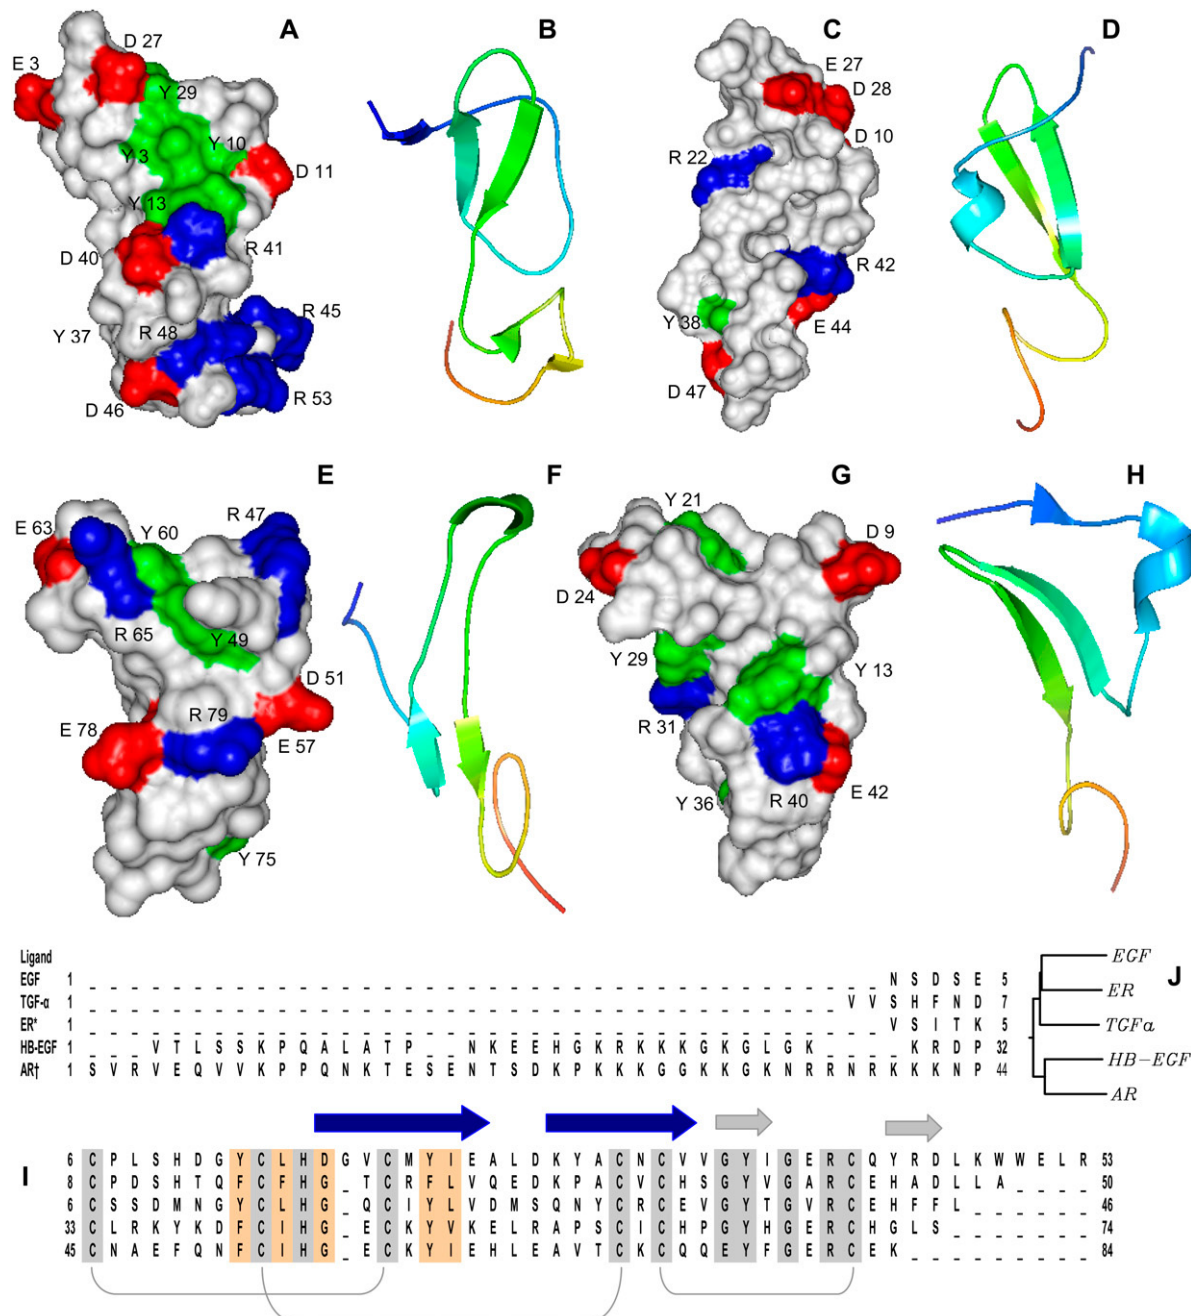 A
B
C
D
E 3
D 27
Y 29
Y 3
Y 10
D 11
Y 13
D 40
R 41
R 45
Y 37
R 48
D 46
R 53
E 27
D 28
D 10
R 22
R 42
Y 38
E 44
D 47
E
F
G
H
E 63
Y 60
R 47
R 65
Y 49
D 51
R 79
E 78
E 57
Y 75
Y 21
D 9
D 24
Y 29
Y 13
R 31
Y 36
R 40
E 42
Ligand
EGF 1 _ _ _ _ _ _ _ _ _ _ _ _ _ _ _ _ _ _ _ _ _ _ _ _ _ _ _ _ _ _ _ _ _ _ _ _ _ _ N S D S E 5
TGF-α 1 _ _ _ _ _ _ _ _ _ _ _ _ _ _ _ _ _ _ _ _ _ _ _ _ _ _ _ _ _ _ _ _ _ _ _ _ V V S H F N D 7
ER* 1 _ _ _ _ _ _ _ _ _ _ _ _ _ _ _ _ _ _ _ _ _ _ _ _ _ _ _ _ _ _ _ _ _ _ _ _ _ _ V S I T K 5
HB-EGF 1 _ _ _ V T L S S K P Q A L A T P _ _ N K E E H G K R K K K G K G L G K _ _ _ _ K R D P 32
AR† 1 S V R V E Q V V K P P Q N K T E S E N T S D K P K K K K G G K K G K N R R N R K K K N P 44
J
EGF
ER
TGFα
HB-EGF
AR
I
6 C P L S H D G Y C L H D G V C M Y I E A L D K Y A C N C V V G Y I G E R C Q Y R D L K W W E L R 53
8 C P D S H T Q F C F H G _ T C R F L V Q E D K P A C V C H S G Y V G A R C E H A D L L A _ _ _ _ _ 50
6 C S S D M N G Y C L H G _ Q C I Y L V D M S Q N Y C R C E V G Y T G V R C E H F F L _ _ _ _ _ _ 46
33 C L R K Y K D F C I H G _ E C K Y V K E L R A P S C I C H P G Y H G E R C H G L S _ _ _ _ _ _ _ 74
45 C N A E F Q N F C I H G _ E C K Y I E H L E A V T C K C Q Q E Y F G E R C E K _ _ _ _ _ _ _ _ _ 84